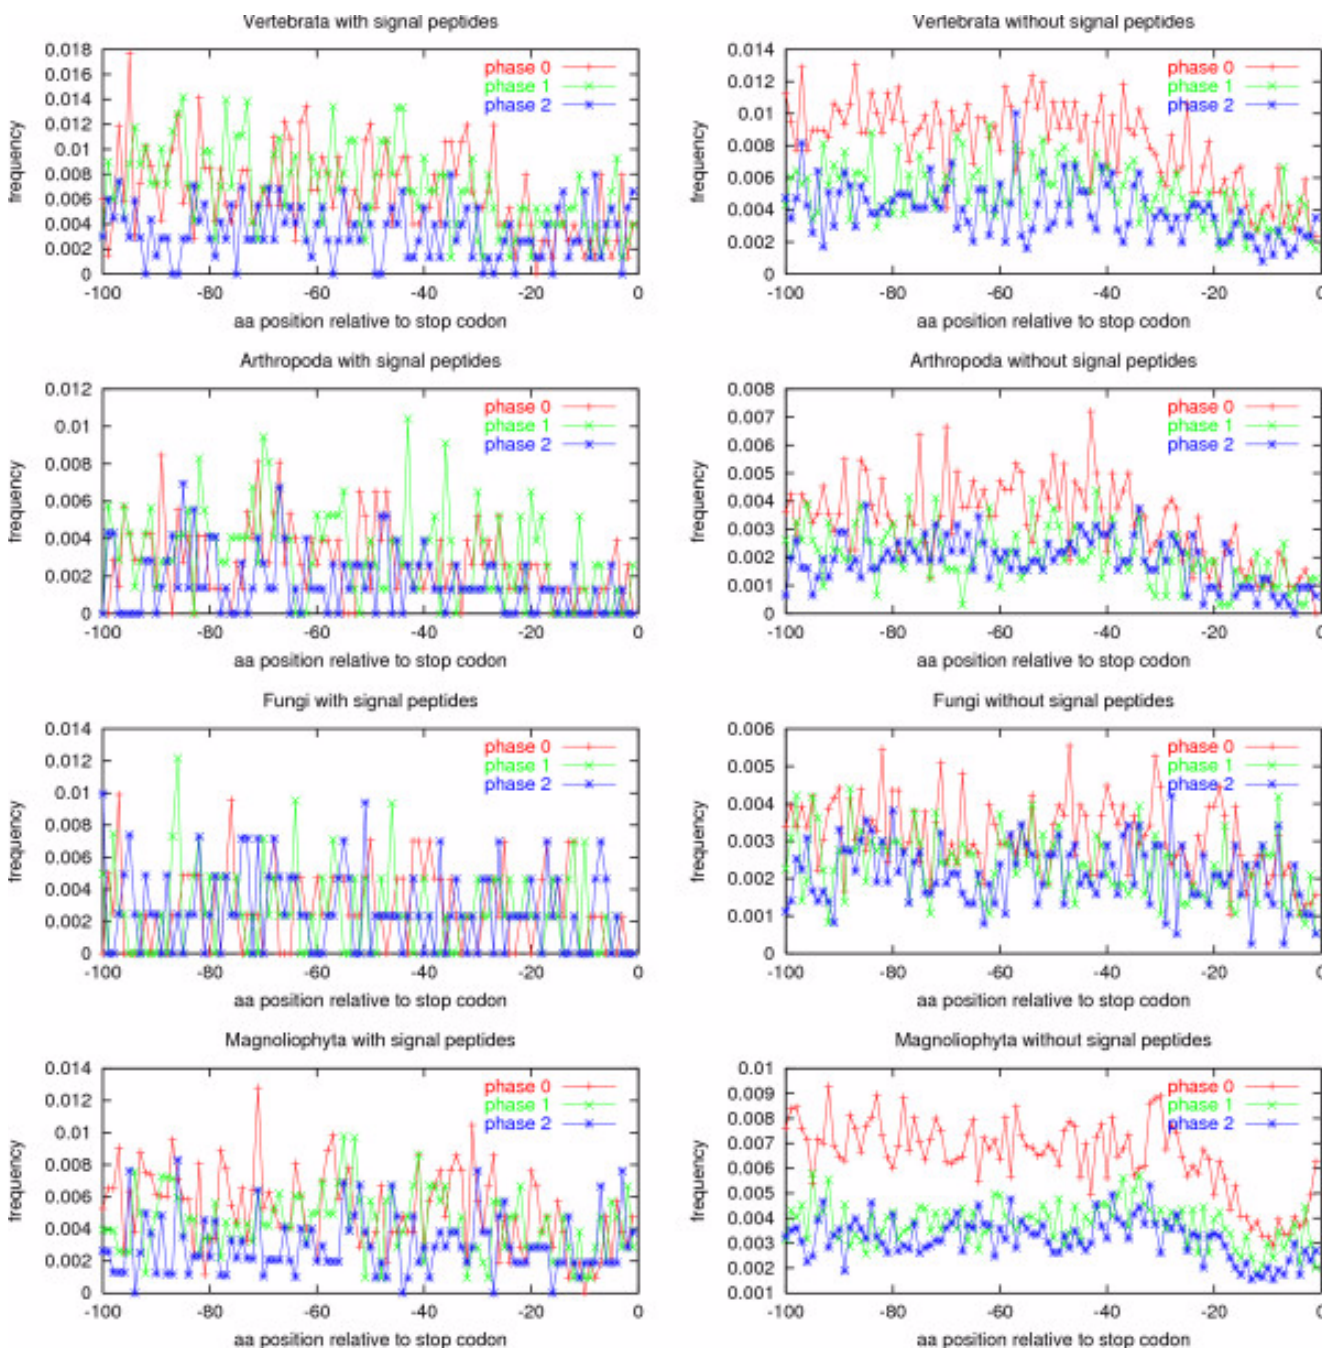 Vertebrata with signal peptides
frequency
0.018
0.016
0.014
0.012
0.01
0.008
0.006
0.004
0.002
0
phase 0
phase 1
phase 2
-100 -80 -60 -40 -20 0
aa position relative to stop codon
Vertebrata without signal peptides
frequency
0.014
0.012
0.01
0.008
0.006
0.004
0.002
0
phase 0
phase 1
phase 2
-100 -80 -60 -40 -20 0
aa position relative to stop codon
Arthropoda with signal peptides
frequency
0.012
0.01
0.008
0.006
0.004
0.002
0
phase 0
phase 1
phase 2
-100 -80 -60 -40 -20 0
aa position relative to stop codon
Arthropoda without signal peptides
frequency
0.008
0.007
0.006
0.005
0.004
0.003
0.002
0.001
0
phase 0
phase 1
phase 2
-100 -80 -60 -40 -20 0
aa position relative to stop codon
Fungi with signal peptides
frequency
0.014
0.012
0.01
0.008
0.006
0.004
0.002
0
phase 0
phase 1
phase 2
-100 -80 -60 -40 -20 0
aa position relative to stop codon
Fungi without signal peptides
frequency
0.006
0.005
0.004
0.003
0.002
0.001
0
phase 0
phase 1
phase 2
-100 -80 -60 -40 -20 0
aa position relative to stop codon
Magnoliophyta with signal peptides
frequency
0.014
0.012
0.01
0.008
0.006
0.004
0.002
0
phase 0
phase 1
phase 2
-100 -80 -60 -40 -20 0
aa position relative to stop codon
Magnoliophyta without signal peptides
frequency
0.01
0.009
0.008
0.007
0.006
0.005
0.004
0.003
0.002
0.001
phase 0
phase 1
phase 2
-100 -80 -60 -40 -20 0
aa position relative to stop codon